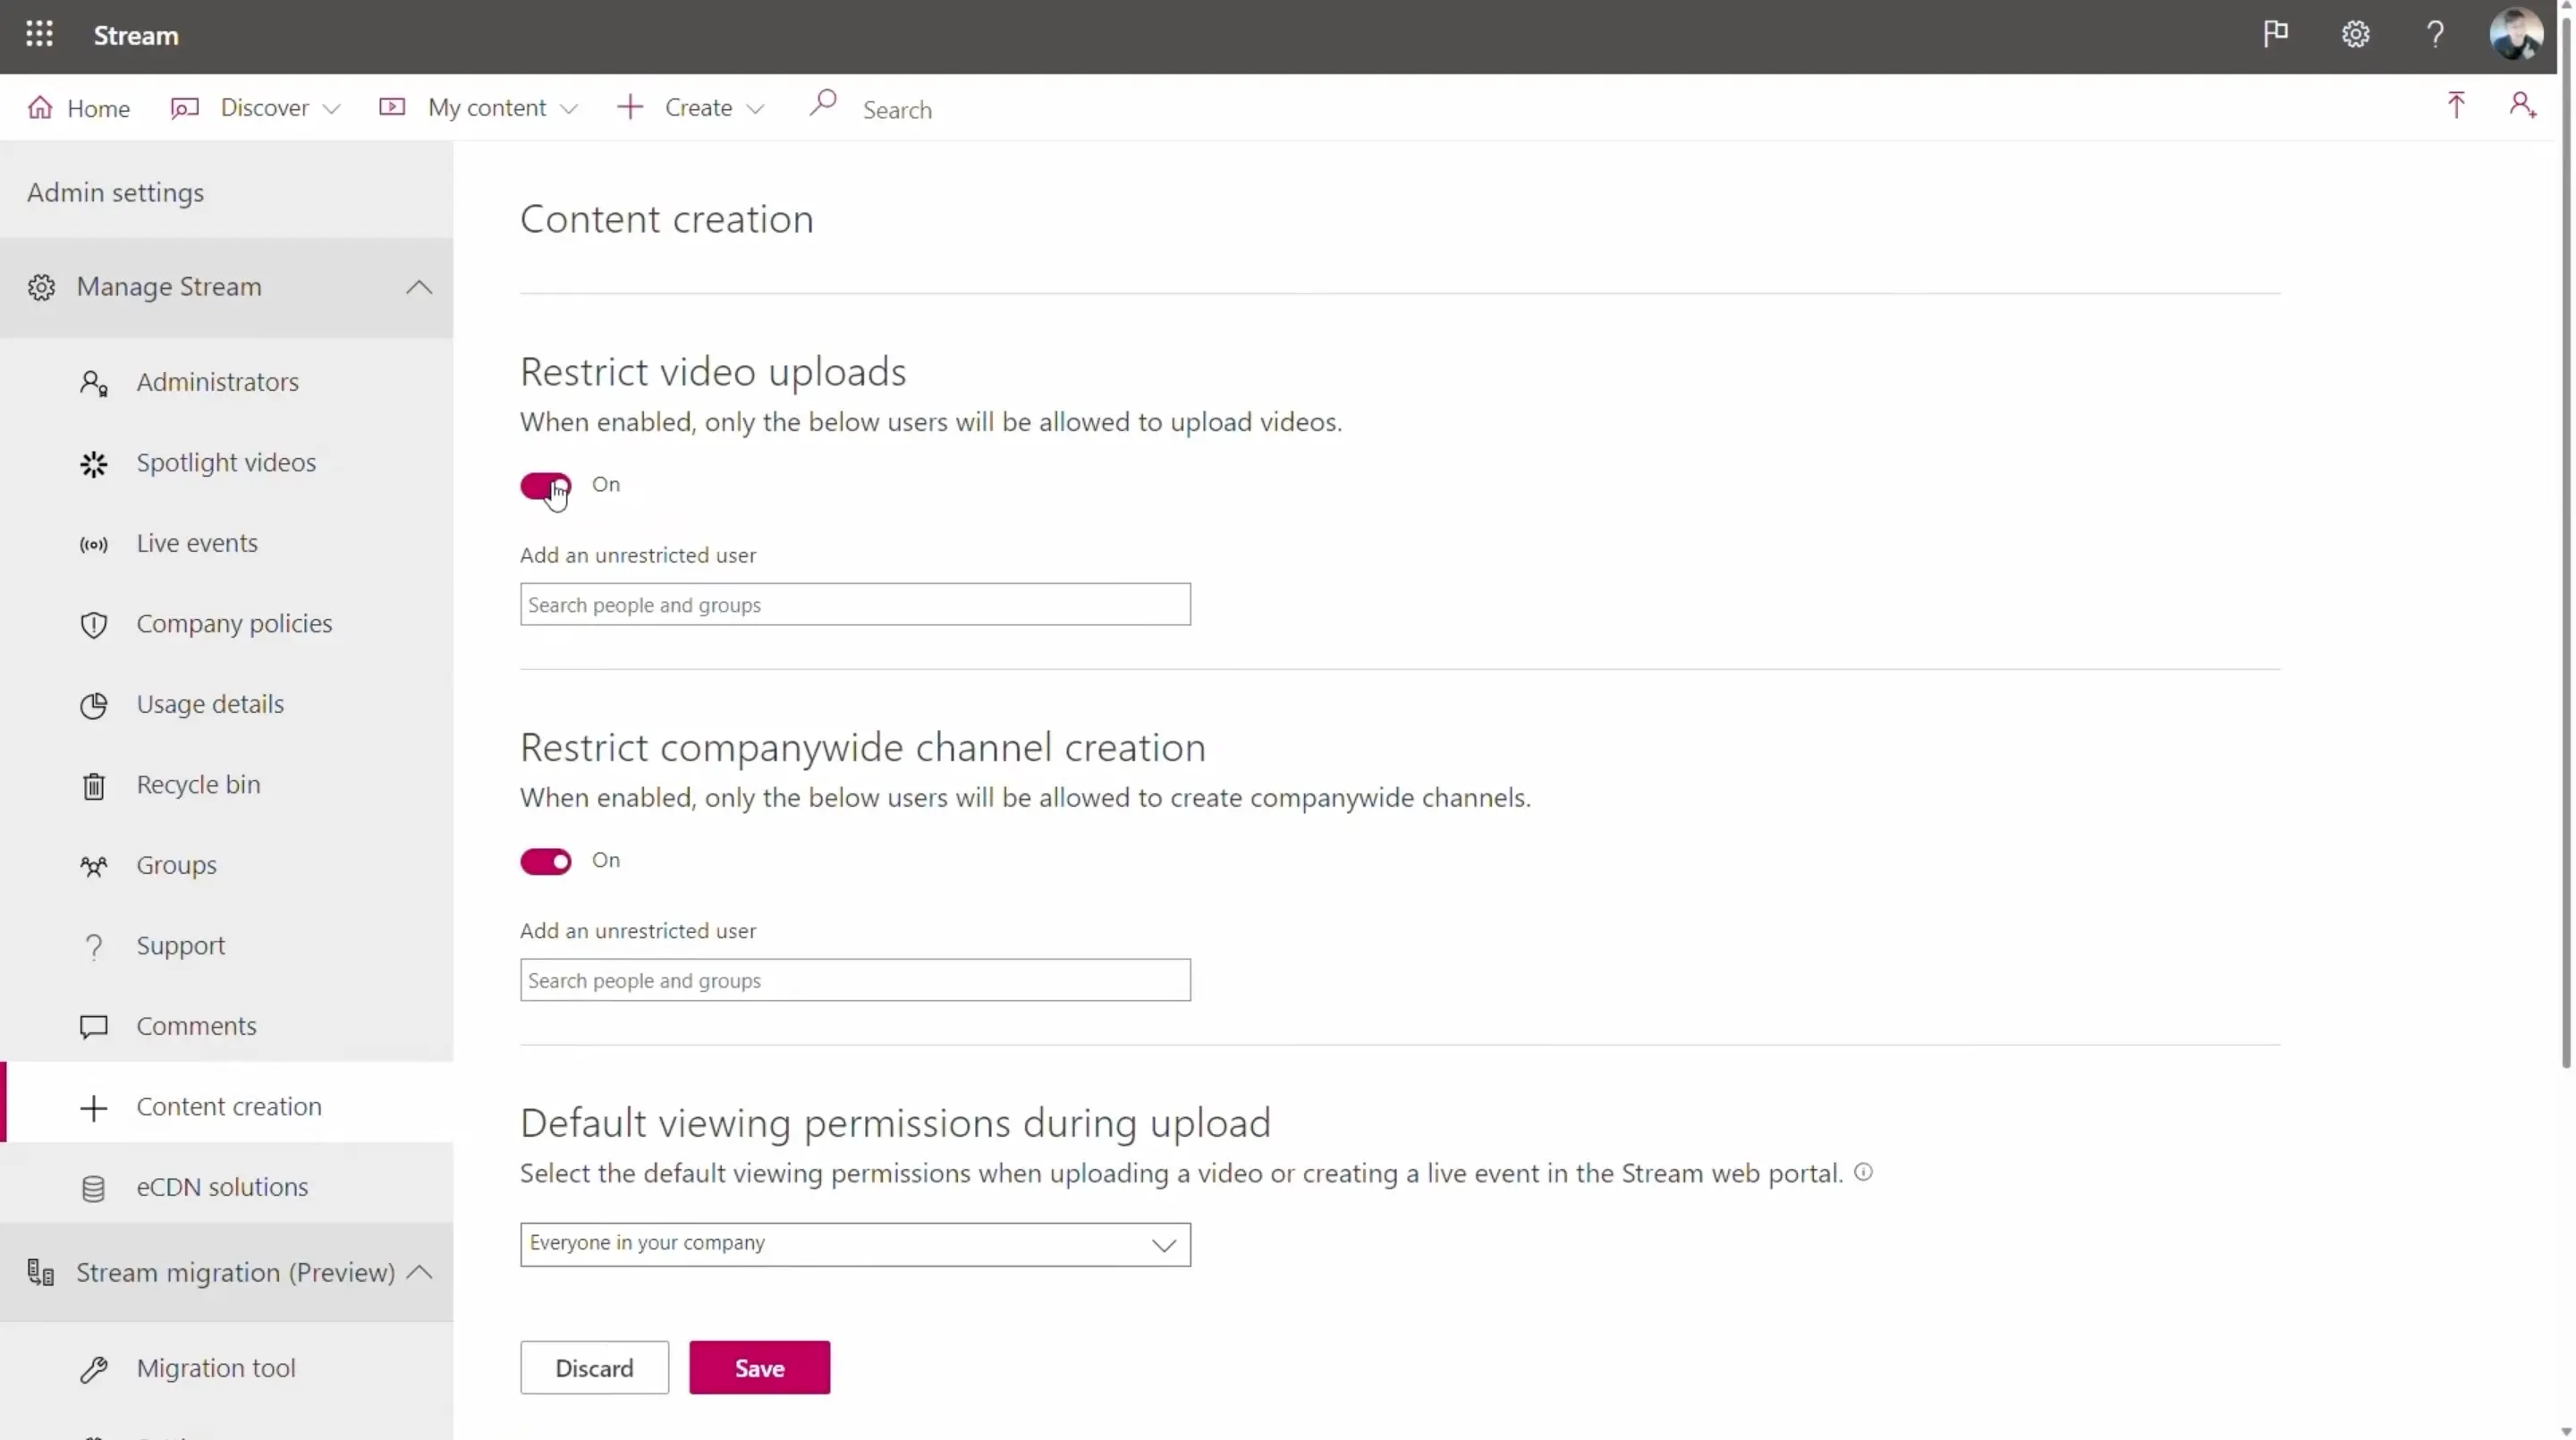 Stream
Home Discover My content Create Search
Admin settings
Manage Stream
Administrators
Spotlight videos
Live events
Company policies
Usage details
Recycle bin
Groups
Support
Comments
Content creation
eCDN solutions
Stream migration (Preview)
Migration tool
Content creation
Restrict video uploads
When enabled, only the below users will be allowed to upload videos.
On
Add an unrestricted user
Search people and groups
Restrict companywide channel creation
When enabled, only the below users will be allowed to create companywide channels.
On
Add an unrestricted user
Search people and groups
Default viewing permissions during upload
Select the default viewing permissions when uploading a video or creating a live event in the Stream web portal.
Everyone in your company
Discard Save